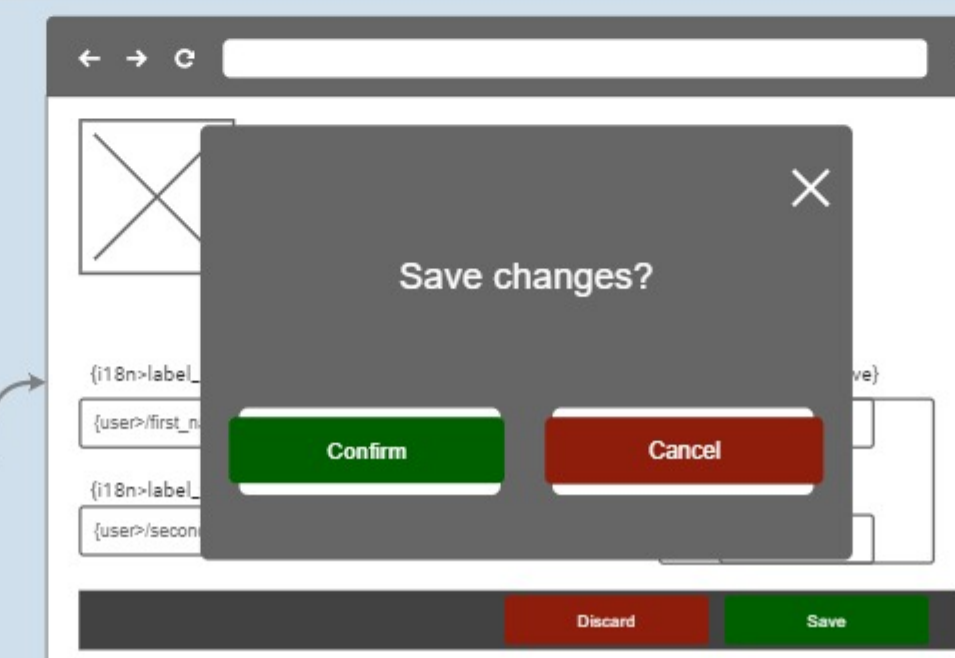 Save changes?
{i18n>label_
ve}
{user>/first_n
Confirm
Cancel
{i18n>label_
{user>/secon
Discard
Save